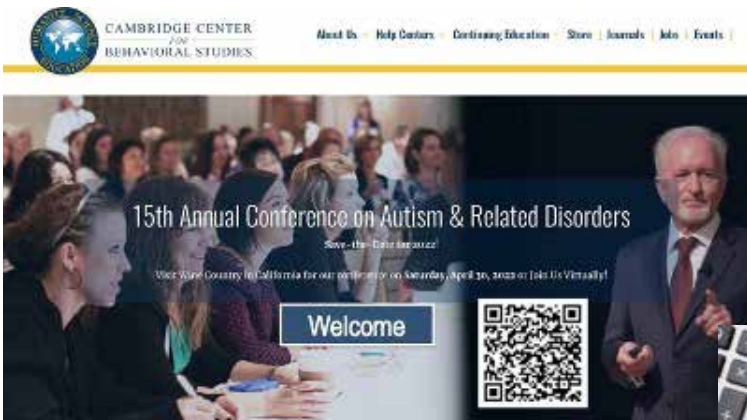 CAMBRIDGE CENTER
FOR
BEHAVIORAL STUDIES
About Us Help Centers Continuing Education Store | Journals | Jobs | Events |
15th Annual Conference on Autism & Related Disorders
Save-the-Date for 2022!
Visit Wine Country in California for our conference on Saturday, April 30, 2022 or Join Us Virtually!
Welcome